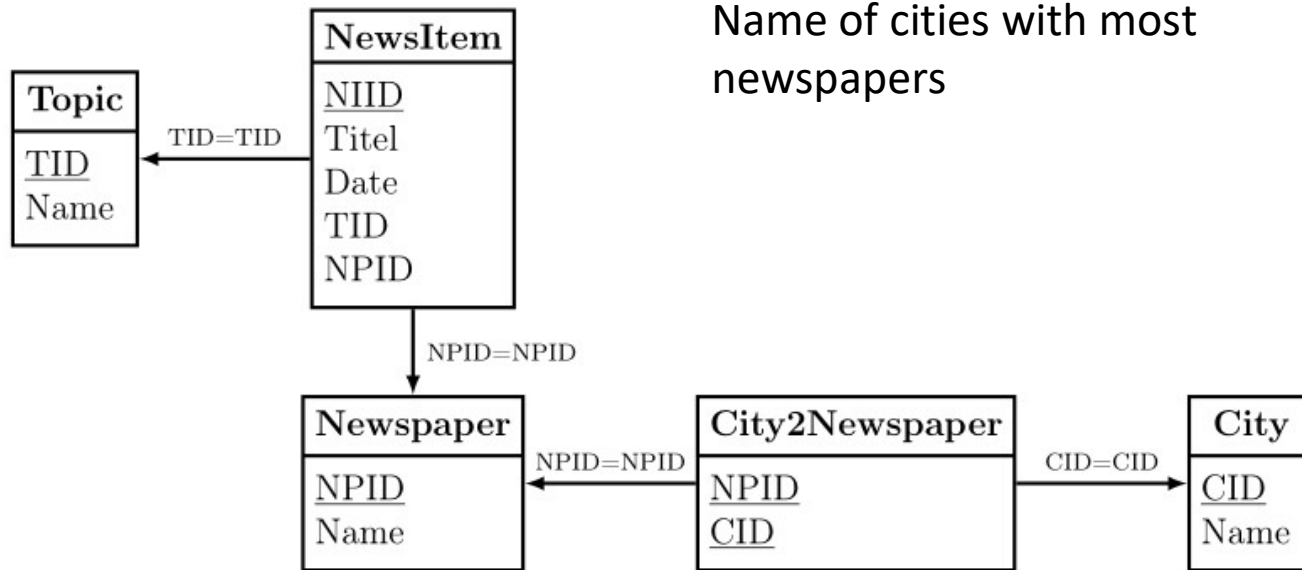 Name of cities with most
newspapers
NewsItem
NIID
Titel
Date
TID
NPID
Topic
TID
Name
TID=TID
NPID=NPID
Newspaper
NPID
Name
NPID=NPID
City2Newspaper
NPID
CID
CID=CID
City
CID
Name